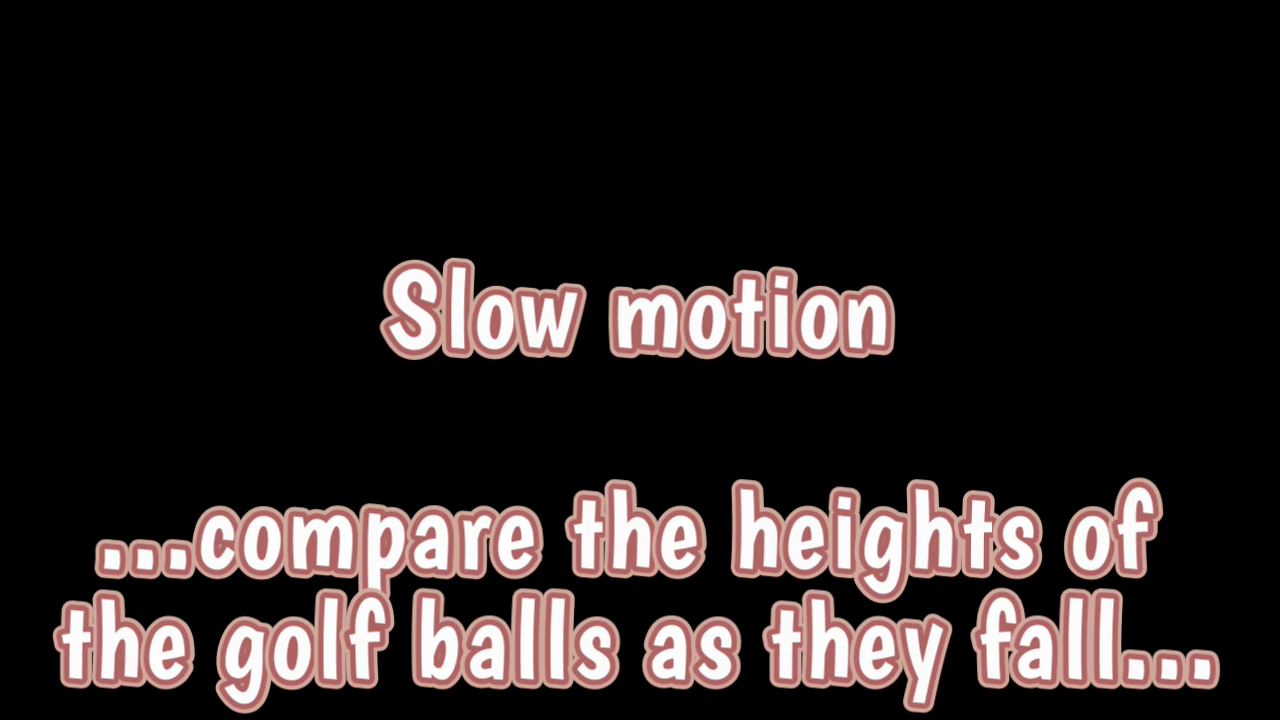 Slow motion
...compare the heights of
the golf balls as they fall...